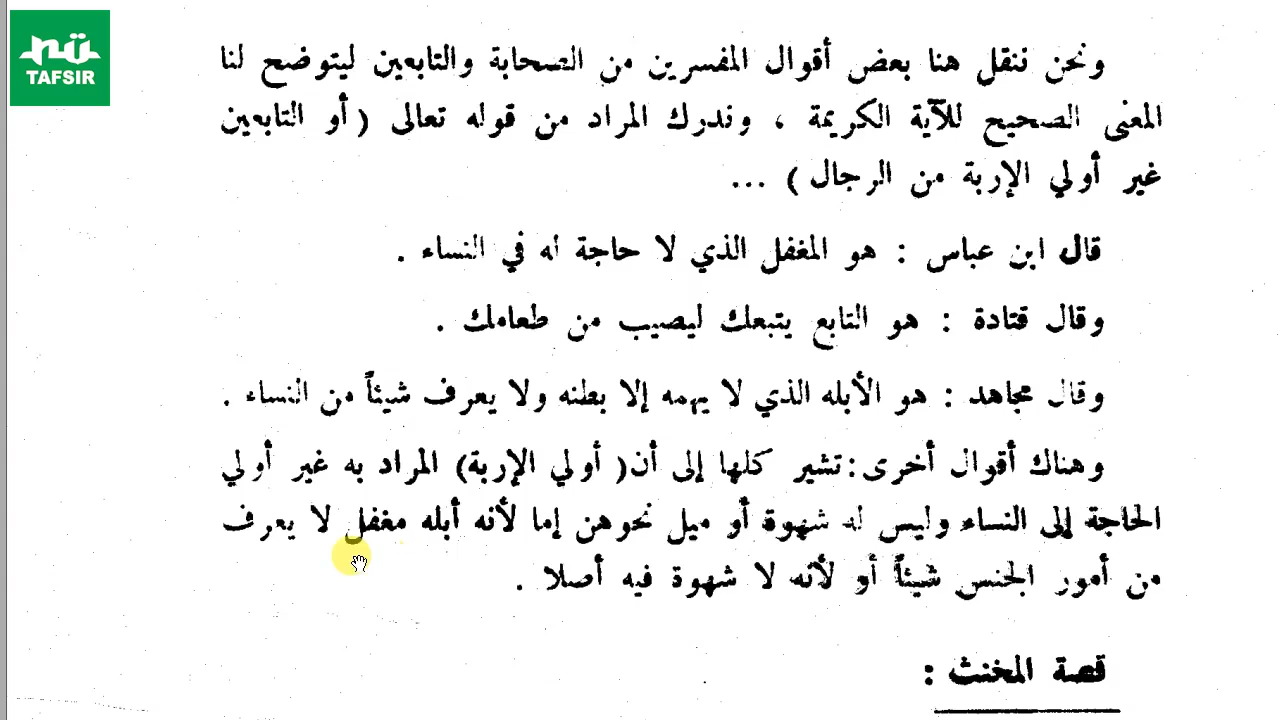 nü
TAFSIR
ونحن ننقل هنا بعض أقوال المفسرين من الصحابة والتابعين ليتوضح لنا
المعنى الصحيح للآية الكريمة ، وندرك المراد من قوله تعالى ( أو التابعين
غير أولي الإربة من الرجال ) ...
قال ابن عباس : هو المغفل الذي لا حاجة له في النساء .
وقال قتادة : هو التابع يتبعك ليصيب من طعامك .
وقال مجاهد : هو الأبله الذي لا يهمه إلا بطنه ولا يعرف شيئاً من النساء .
وهناك أقوال أخرى : تشير كلها إلى أن ( أولي الإربة ) المراد به غير أولي
الحاجة إلى النساء وليس له شهوة أو ميل نحوهن إما لأنه أبله مغفل لا يعرف
من أمور الجنس شيئاً أو لأنه لا شهوة فيه أصلا .
قصة المخنث :